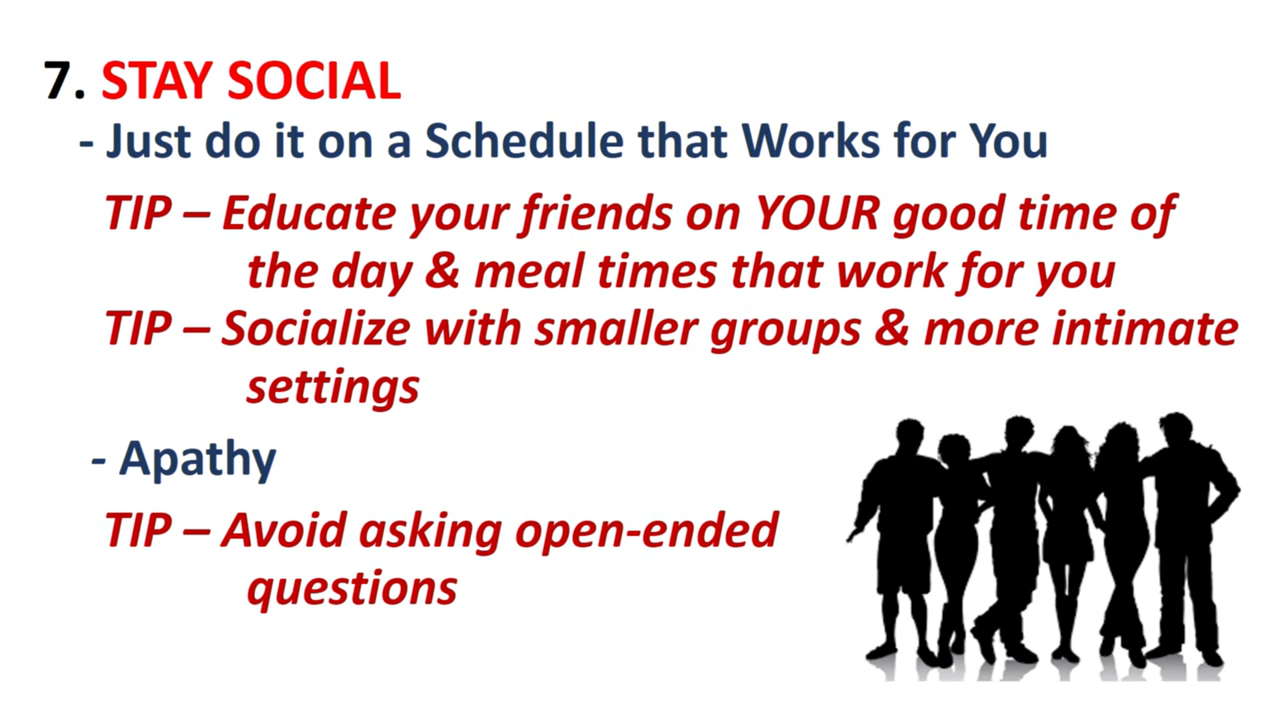 7. STAY SOCIAL
- Just do it on a Schedule that Works for You
TIP – Educate your friends on YOUR good time of
the day & meal times that work for you
TIP – Socialize with smaller groups & more intimate
settings
- Apathy
TIP – Avoid asking open-ended
questions